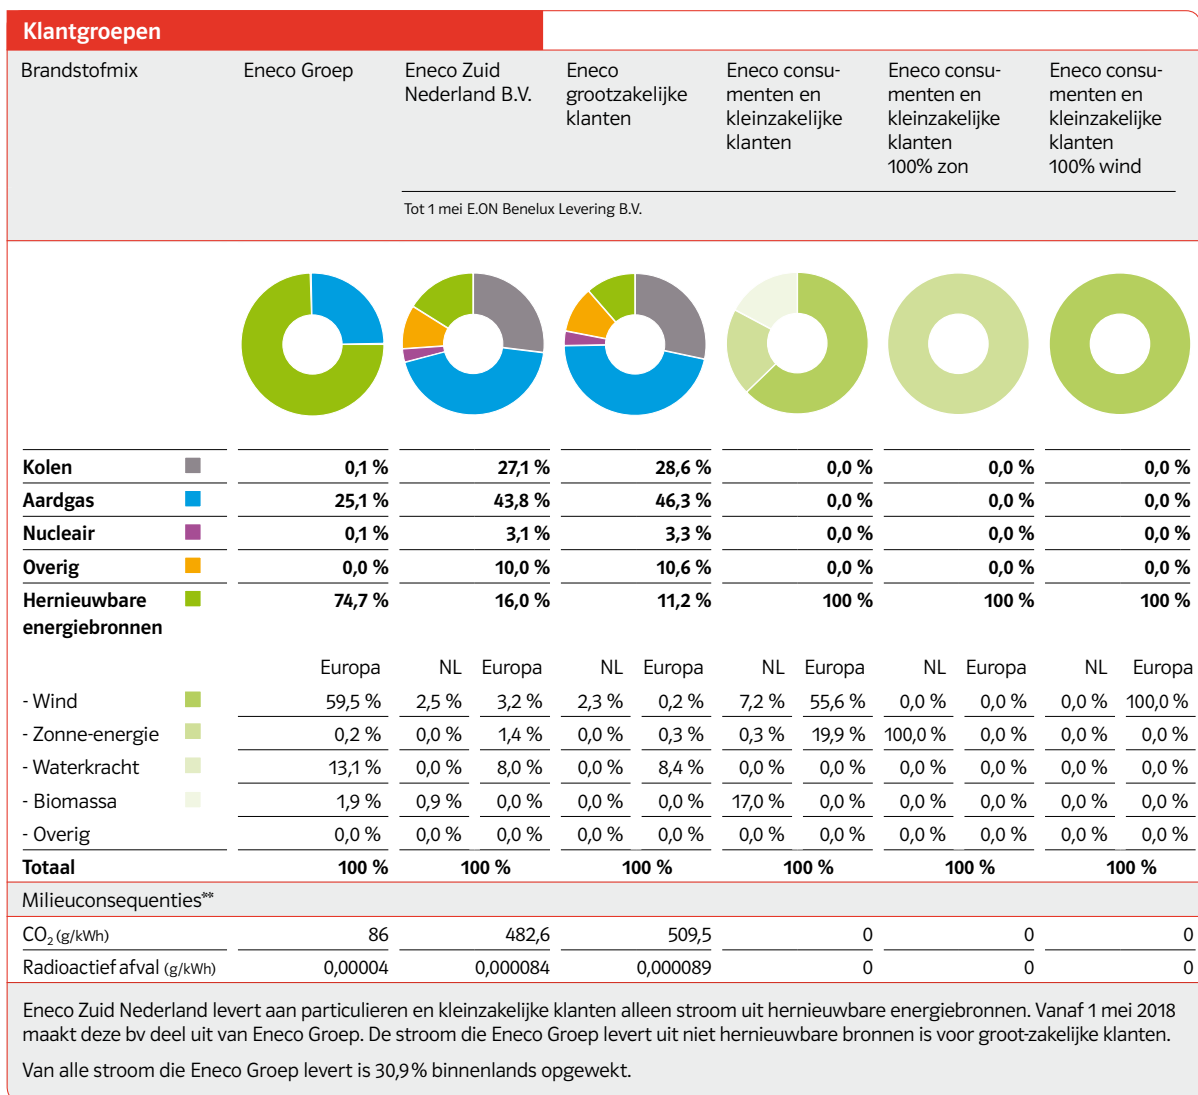 Klantgroepen
Brandstofmix
Eneco Groep
Eneco Zuid
Nederland B.V.
Eneco
grootzakelijke
klanten
Eneco consu-
menten en
kleinzakelijke
klanten
Eneco consu-
menten en
kleinzakelijke
klanten
100% zon
Eneco consu-
menten en
kleinzakelijke
klanten
100% wind
Tot 1 mei E.ON Benelux Levering B.V.
Kolen 0,1 % 27,1 % 28,6 % 0,0 % 0,0 % 0,0 %
Aardgas 25,1 % 43,8 % 46,3 % 0,0 % 0,0 % 0,0 %
Nucleair 0,1 % 3,1 % 3,3 % 0,0 % 0,0 % 0,0 %
Overig 0,0 % 10,0 % 10,6 % 0,0 % 0,0 % 0,0 %
Hernieuwbare 74,7 % 16,0 % 11,2 % 100 % 100 % 100 %
energiebronnen
Europa NL Europa NL Europa NL Europa NL Europa NL Europa
- Wind 59,5 % 2,5 % 3,2 % 2,3 % 0,2 % 7,2 % 55,6 % 0,0 % 0,0 % 0,0 % 100,0 %
- Zonne-energie 0,2 % 0,0 % 1,4 % 0,0 % 0,3 % 0,3 % 19,9 % 100,0 % 0,0 % 0,0 % 0,0 %
- Waterkracht 13,1 % 0,0 % 8,0 % 0,0 % 8,4 % 0,0 % 0,0 % 0,0 % 0,0 % 0,0 % 0,0 %
- Biomassa 1,9 % 0,9 % 0,0 % 0,0 % 0,0 % 17,0 % 0,0 % 0,0 % 0,0 % 0,0 % 0,0 %
- Overig 0,0 % 0,0 % 0,0 % 0,0 % 0,0 % 0,0 % 0,0 % 0,0 % 0,0 % 0,0 % 0,0 %
Totaal 100 % 100 % 100 % 100 % 100 % 100 %
Milieuconsequenties**
CO₂ (g/kWh) 86 482,6 509,5 0 0 0
Radioactief afval (g/kWh) 0,00004 0,000084 0,000089 0 0 0
Eneco Zuid Nederland levert aan particulieren en kleinzakelijke klanten alleen stroom uit hernieuwbare energiebronnen. Vanaf 1 mei 2018
maakt deze bv deel uit van Eneco Groep. De stroom die Eneco Groep levert uit niet hernieuwbare bronnen is voor groot-zakelijke klanten.
Van alle stroom die Eneco Groep levert is 30,9% binnenlands opgewekt.